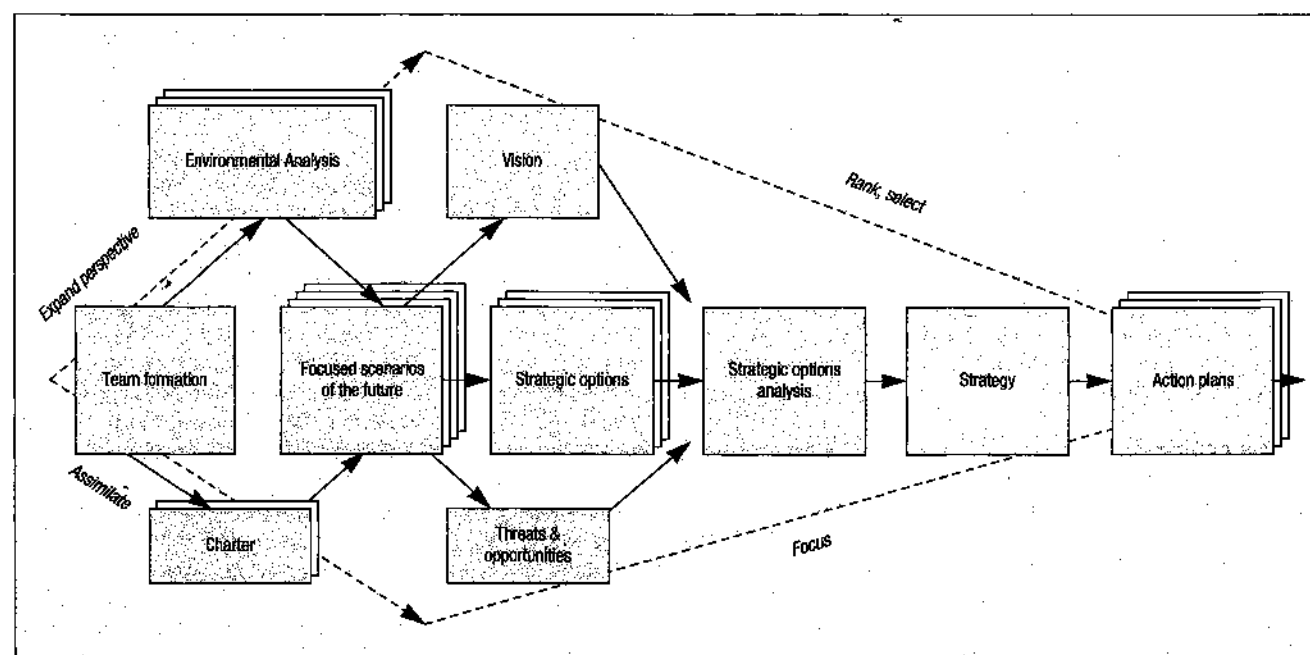 Environmental Analysis
Vision
Rank, select
Expand perspective
Team formation
Focused scenarios
of the future
Strategic options
Strategic options
analysis
Strategy
Action plans
Assimilate
Charter
Threats &
opportunities
Focus